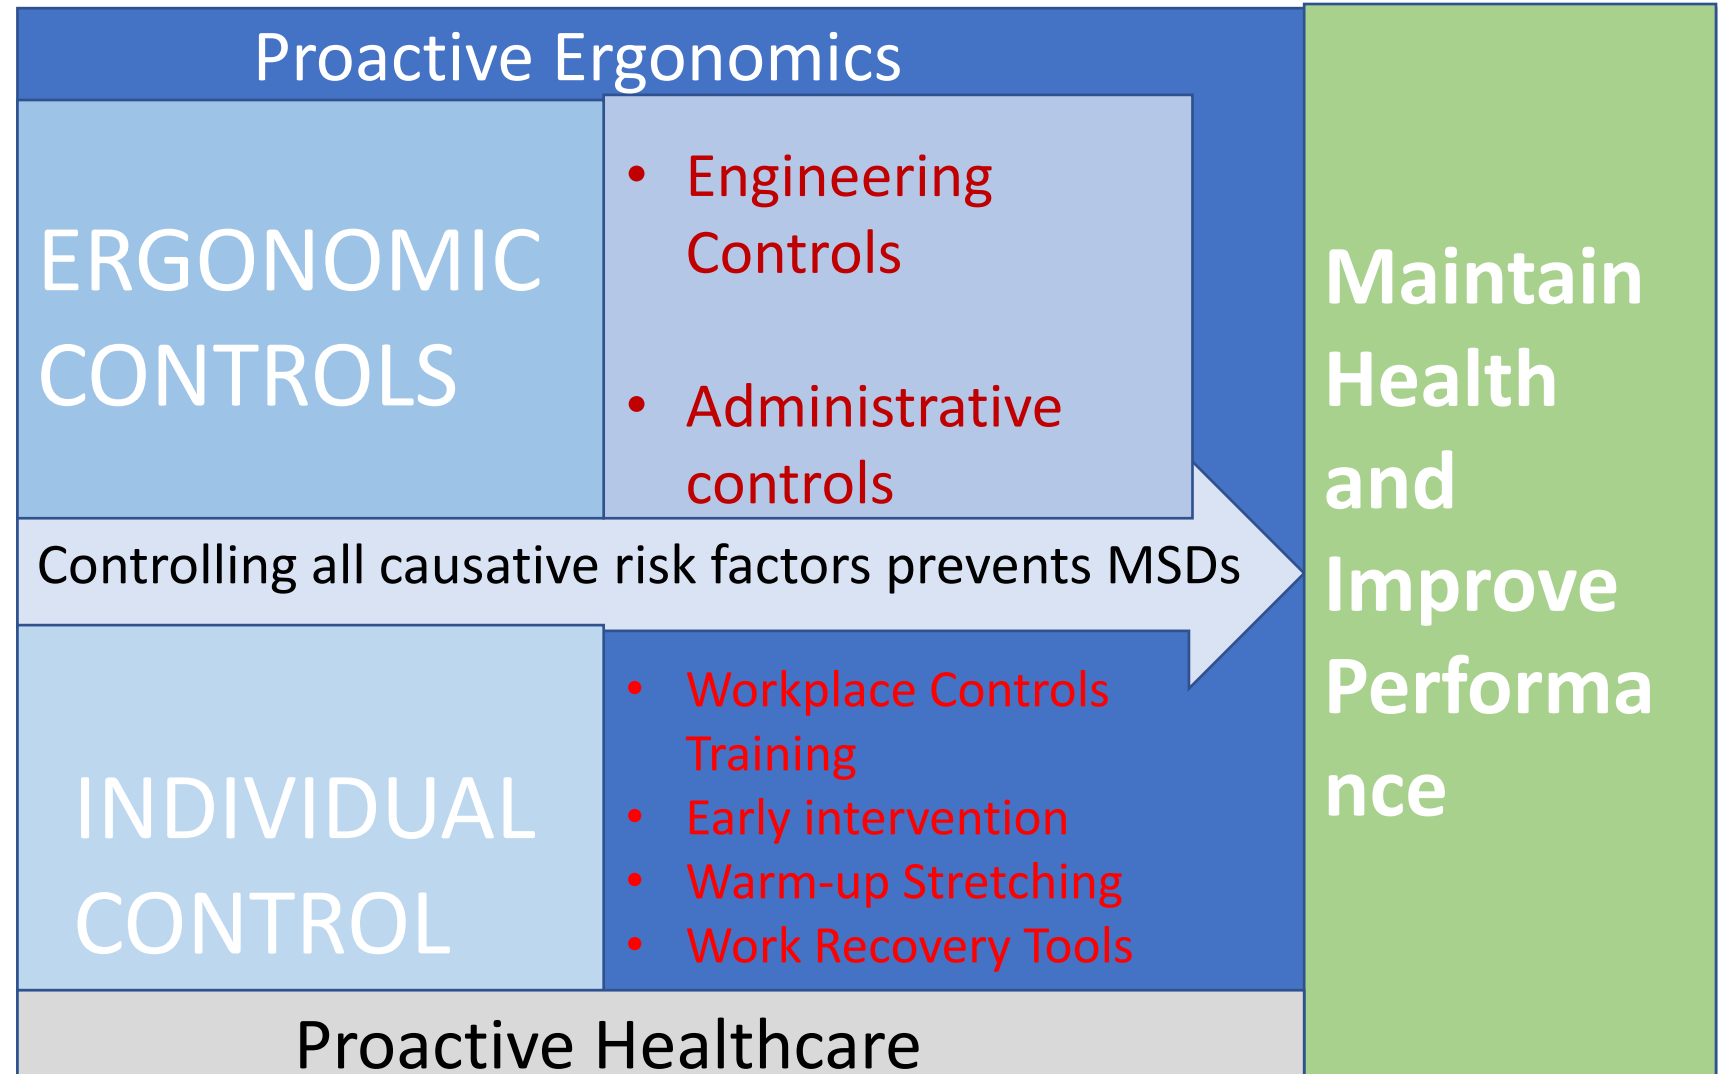 Proactive Ergonomics
ERGONOMIC
CONTROLS
• Engineering
Controls
• Administrative
controls
Controlling all causative risk factors prevents MSDs
INDIVIDUAL
CONTROL
• Workplace Controls
Training
• Early intervention
• Warm-up Stretching
• Work Recovery Tools
Proactive Healthcare
Maintain
Health
and
Improve
Performa
nce